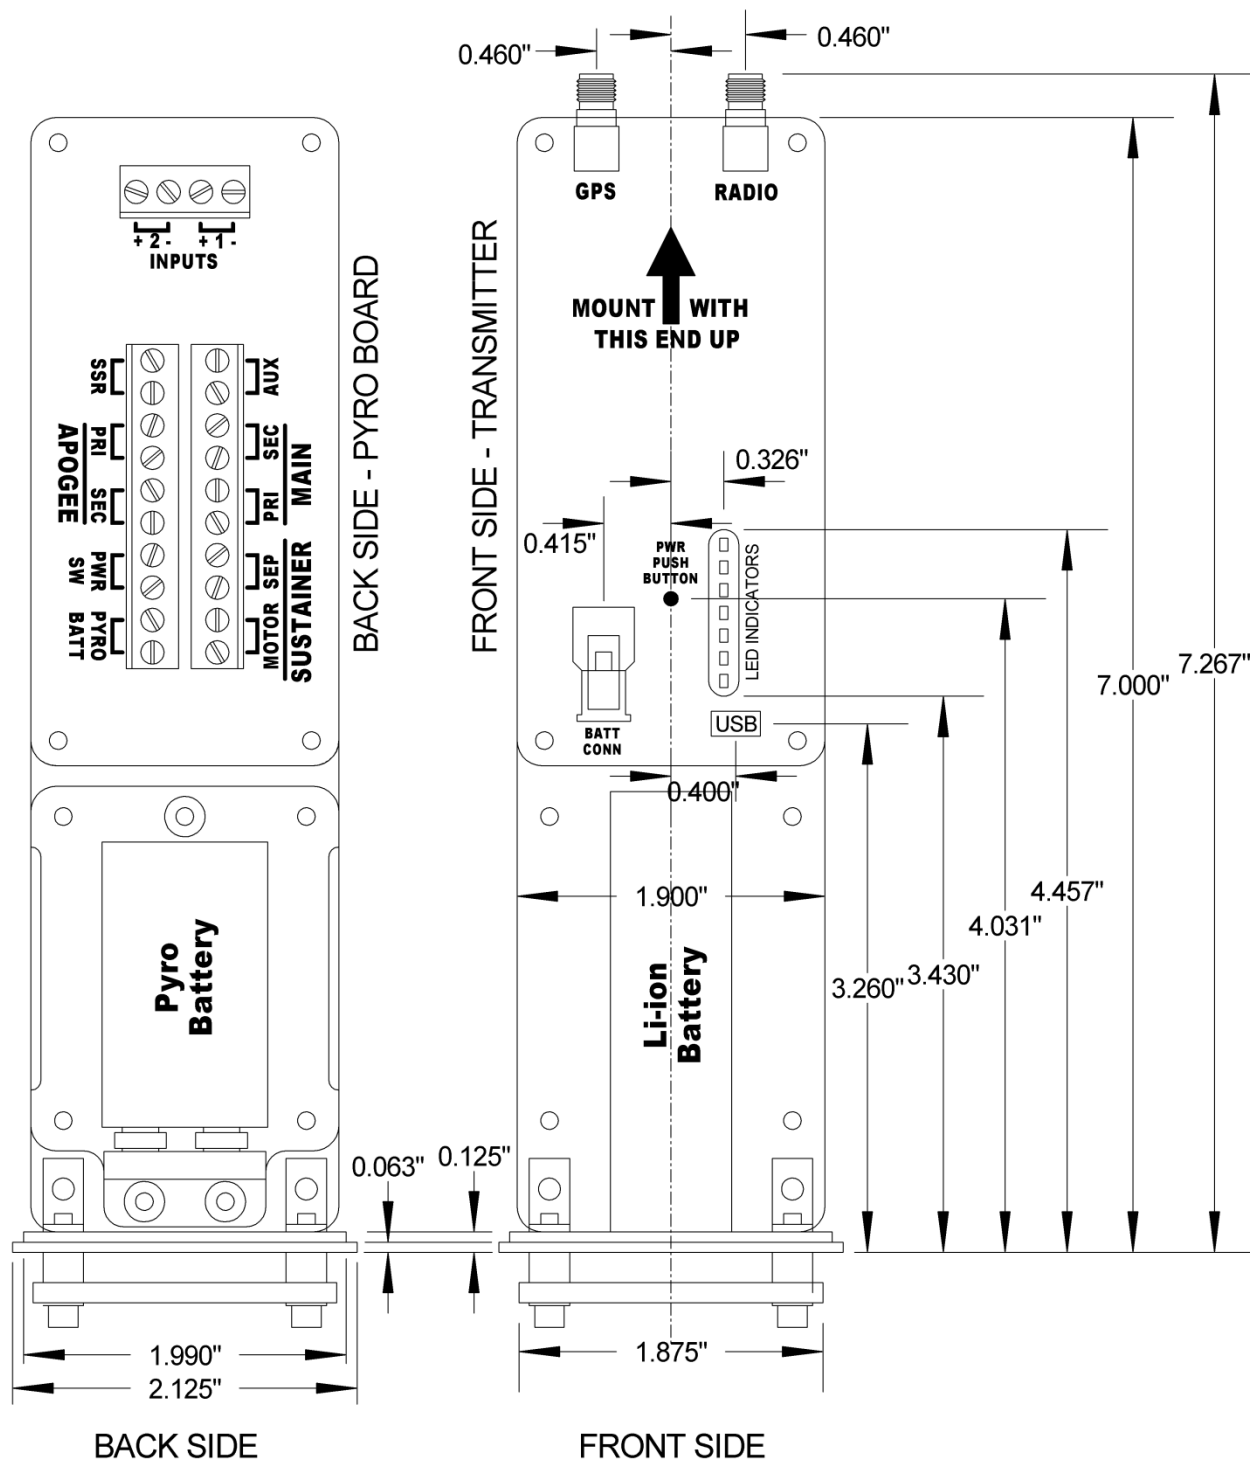 0.460"
0.460"
GPS
RADIO
+ 2 -
+ 1 -
INPUTS
MOUNT WITH
THIS END UP
BACK SIDE - PYRO BOARD
FRONT SIDE - TRANSMITTER
SSR
AUX
APOGEE
PRI
SEC
SEC
PRI
MAIN
PWR
SW
SEP
PYRO
BATT
MOTOR
SUSTAINER
0.326"
0.415"
PWR
PUSH
BUTTON
LED INDICATORS
BATT
CONN
USB
0.400"
7.267"
7.000"
4.457"
4.031"
3.430"
3.260"
1.900"
Pyro
Battery
Li-ion
Battery
0.063"
0.125"
1.990"
2.125"
1.875"
BACK SIDE
FRONT SIDE